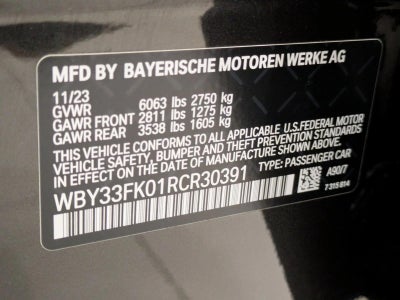 MFD BY BAYERISCHE MOTOREN WERKE AG
11/23
GVWR 6063 lbs 2750 kg
GAWR FRONT 2811 lbs 1275 kg
GAWR REAR 3538 lbs 1605 kg
THIS VEHICLE CONFORMS TO ALL APPLICABLE U.S.FEDERAL MOTOR
VEHICLE SAFETY, BUMPER AND THEFT PREVENTION STANDARDS
IN EFFECT ON THE DATE OF MANUFACTURE SHOWN ABOVE.
WBY33FK01RCR30391 TYPE: PASSENGER CAR
A90/7
7 315 614